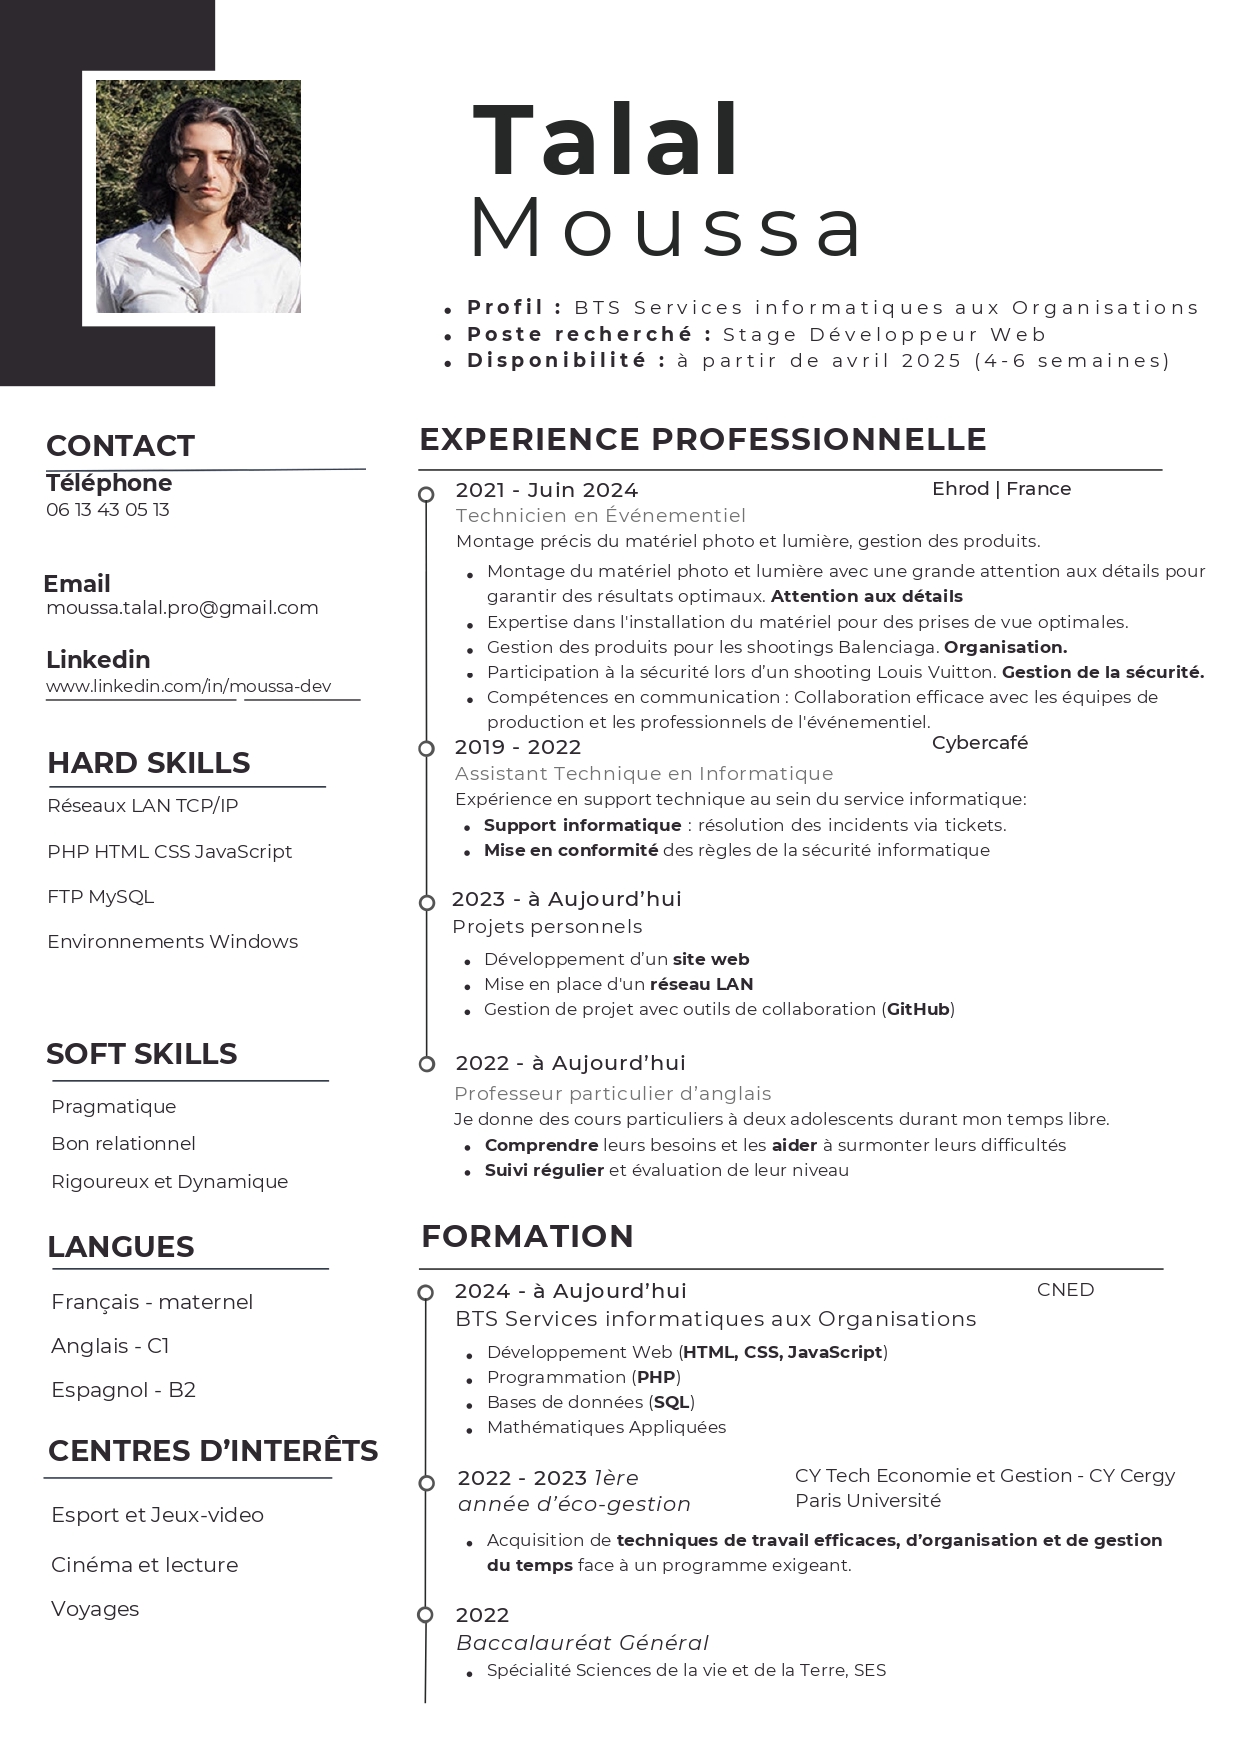 Talal
Moussa
• Profil : BTS Services informatiques aux Organisations
• Poste recherché : Stage Développeur Web
• Disponibilité : à partir de avril 2025 (4-6 semaines)
CONTACT
Téléphone
06 13 43 05 13
Email
moussa.talal.pro@gmail.com
Linkedin
www.linkedin.com/in/moussa-dev
HARD SKILLS
Réseaux LAN TCP/IP
PHP HTML CSS JavaScript
FTP MySQL
Environnements Windows
SOFT SKILLS
Pragmatique
Bon relationnel
Rigoureux et Dynamique
LANGUES
Français - maternel
Anglais - C1
Espagnol - B2
CENTRES D’INTERÊTS
Esport et Jeux-video
Cinéma et lecture
Voyages
EXPERIENCE PROFESSIONNELLE
2021 - Juin 2024 Ehrod | France
Technicien en Événementiel
Montage précis du matériel photo et lumière, gestion des produits.
• Montage du matériel photo et lumière avec une grande attention aux détails pour
garantir des résultats optimaux. Attention aux détails
• Expertise dans l'installation du matériel pour des prises de vue optimales.
• Gestion des produits pour les shootings Balenciaga. Organisation.
• Participation à la sécurité lors d’un shooting Louis Vuitton. Gestion de la sécurité.
• Compétences en communication : Collaboration efficace avec les équipes de
production et les professionnels de l'événementiel.
2019 - 2022 Cybercafé
Assistant Technique en Informatique
Expérience en support technique au sein du service informatique:
• Support informatique : résolution des incidents via tickets.
• Mise en conformité des règles de la sécurité informatique
2023 - à Aujourd’hui
Projets personnels
• Développement d’un site web
• Mise en place d'un réseau LAN
• Gestion de projet avec outils de collaboration (GitHub)
2022 - à Aujourd’hui
Professeur particulier d’anglais
Je donne des cours particuliers à deux adolescents durant mon temps libre.
• Comprendre leurs besoins et les aider à surmonter leurs difficultés
• Suivi régulier et évaluation de leur niveau
FORMATION
2024 - à Aujourd’hui CNED
BTS Services informatiques aux Organisations
• Développement Web (HTML, CSS, JavaScript)
• Programmation (PHP)
• Bases de données (SQL)
• Mathématiques Appliquées
2022 - 2023 1ère
année d’éco-gestion
CY Tech Economie et Gestion - CY Cergy
Paris Université
• Acquisition de techniques de travail efficaces, d’organisation et de gestion
du temps face à un programme exigeant.
2022
Baccalauréat Général
• Spécialité Sciences de la vie et de la Terre, SES